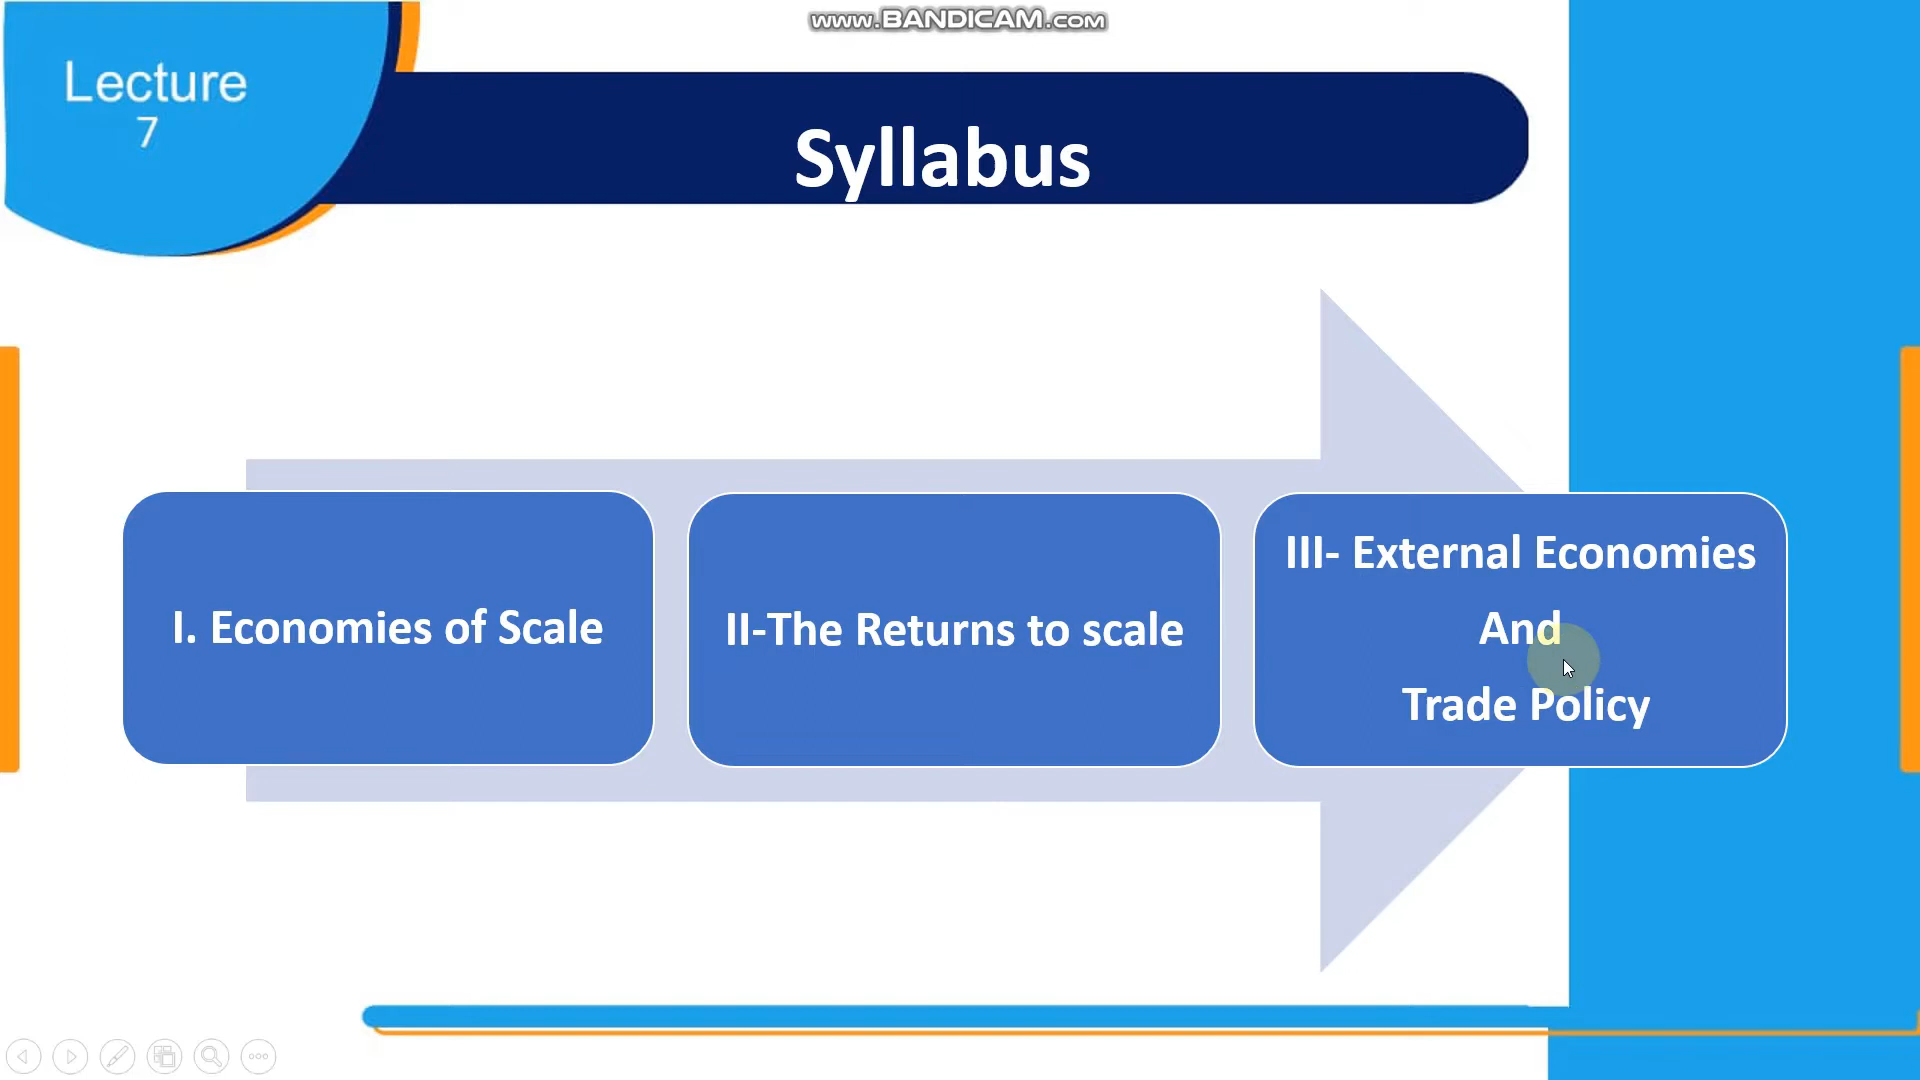 www.BANDICAM.com
Lecture
7
Syllabus
I. Economies of Scale
II-The Returns to scale
III- External Economies
And
Trade Policy